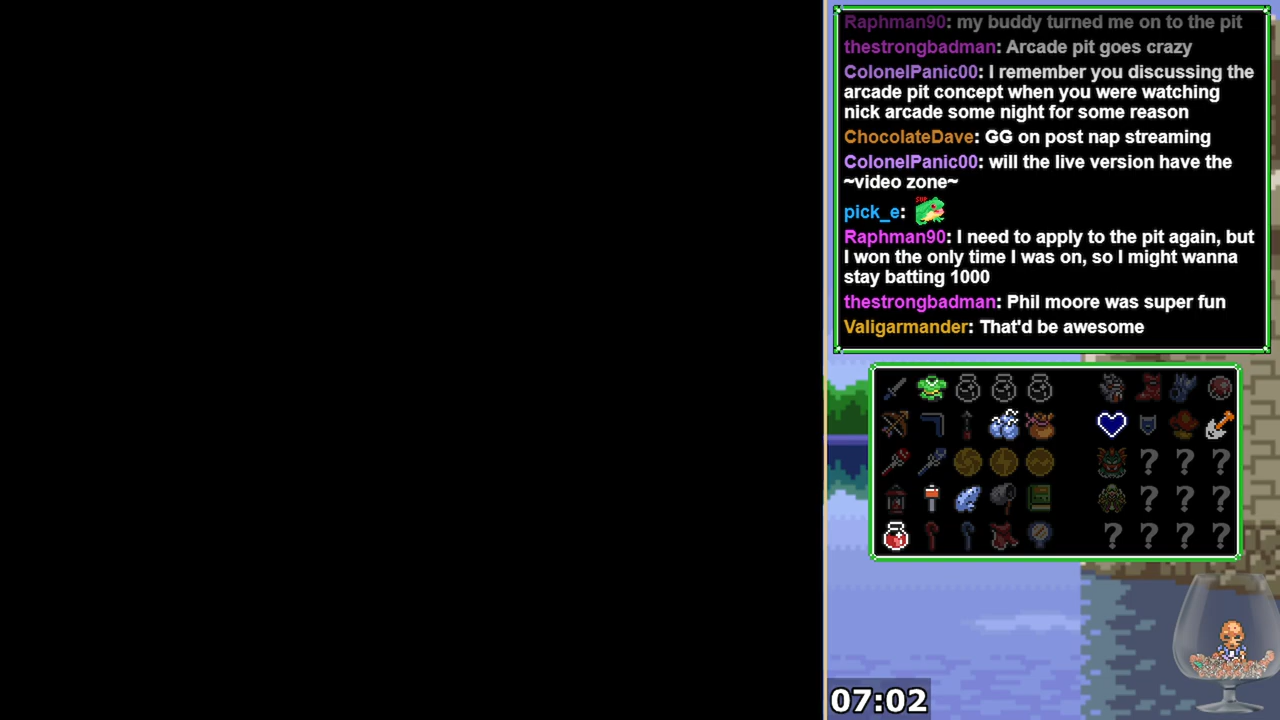 Raphman90: my buddy turned me on to the pit
thestrongbadman: Arcade pit goes crazy
ColonelPanic00: I remember you discussing the
arcade pit concept when you were watching
nick arcade some night for some reason
ChocolateDave: GG on post nap streaming
ColonelPanic00: will the live version have the
~video zone~
pick_e: SUP
Raphman90: I need to apply to the pit again, but
I won the only time I was on, so I might wanna
stay batting 1000
thestrongbadman: Phil moore was super fun
Valigarmander: That'd be awesome
? ? ?
? ? ?
? ? ? ?
07:02